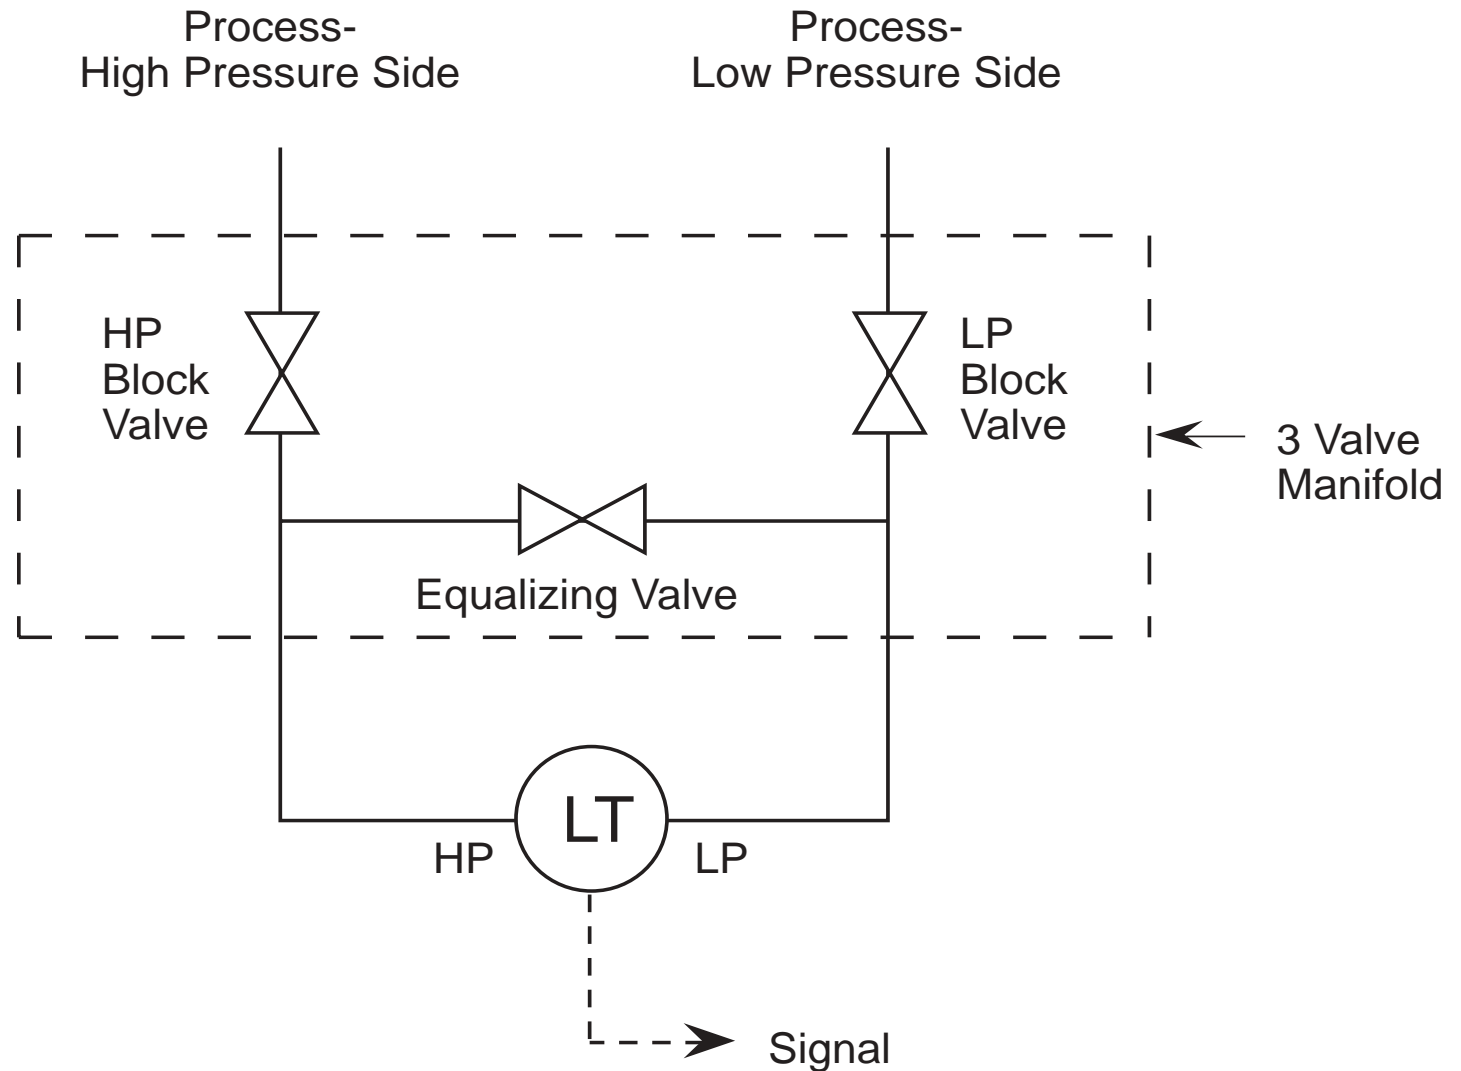 Process-
High Pressure Side
Process-
Low Pressure Side
HP
Block
Valve
LP
Block
Valve
3 Valve
Manifold
Equalizing Valve
LT
HP
LP
Signal